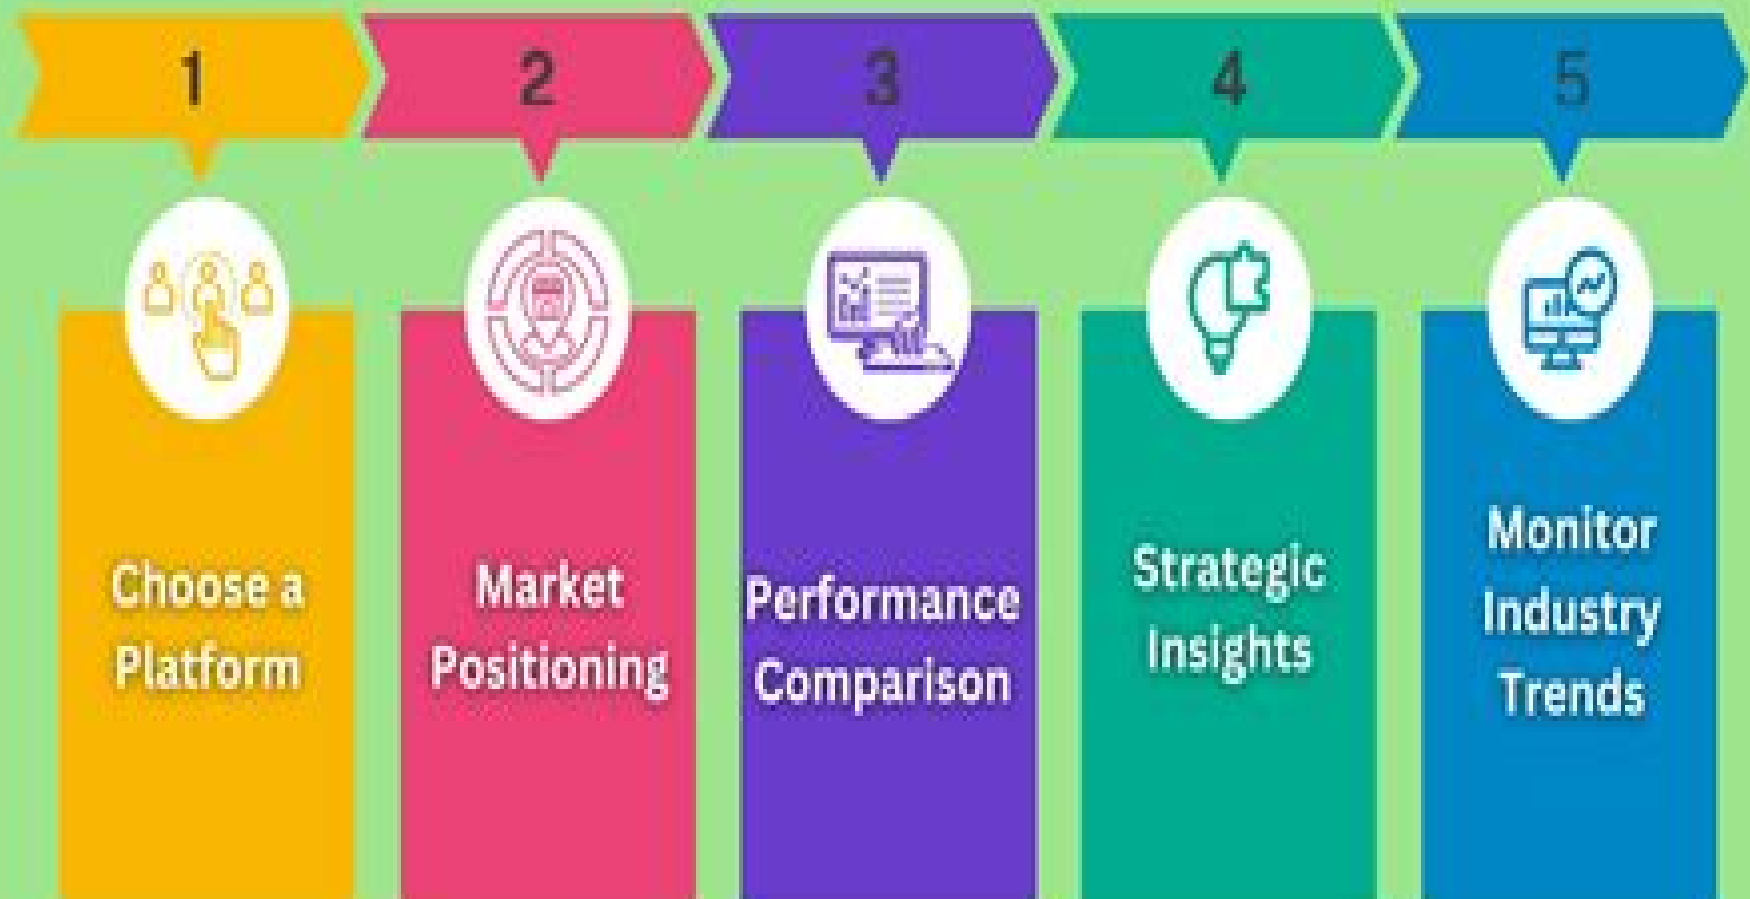 1
2
3
4
5
Choose a
Platform
Market
Positioning
Performance
Comparison
Strategic
Insights
Monitor
Industry
Trends